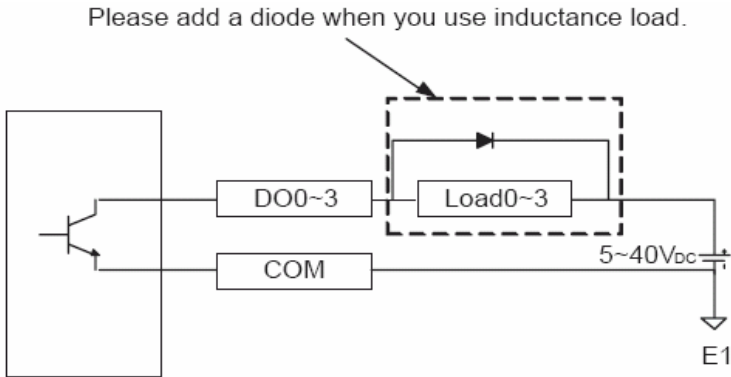 Please add a diode when you use inductance load.
DO0~3
Load0~3
COM
5~40VDC
E1